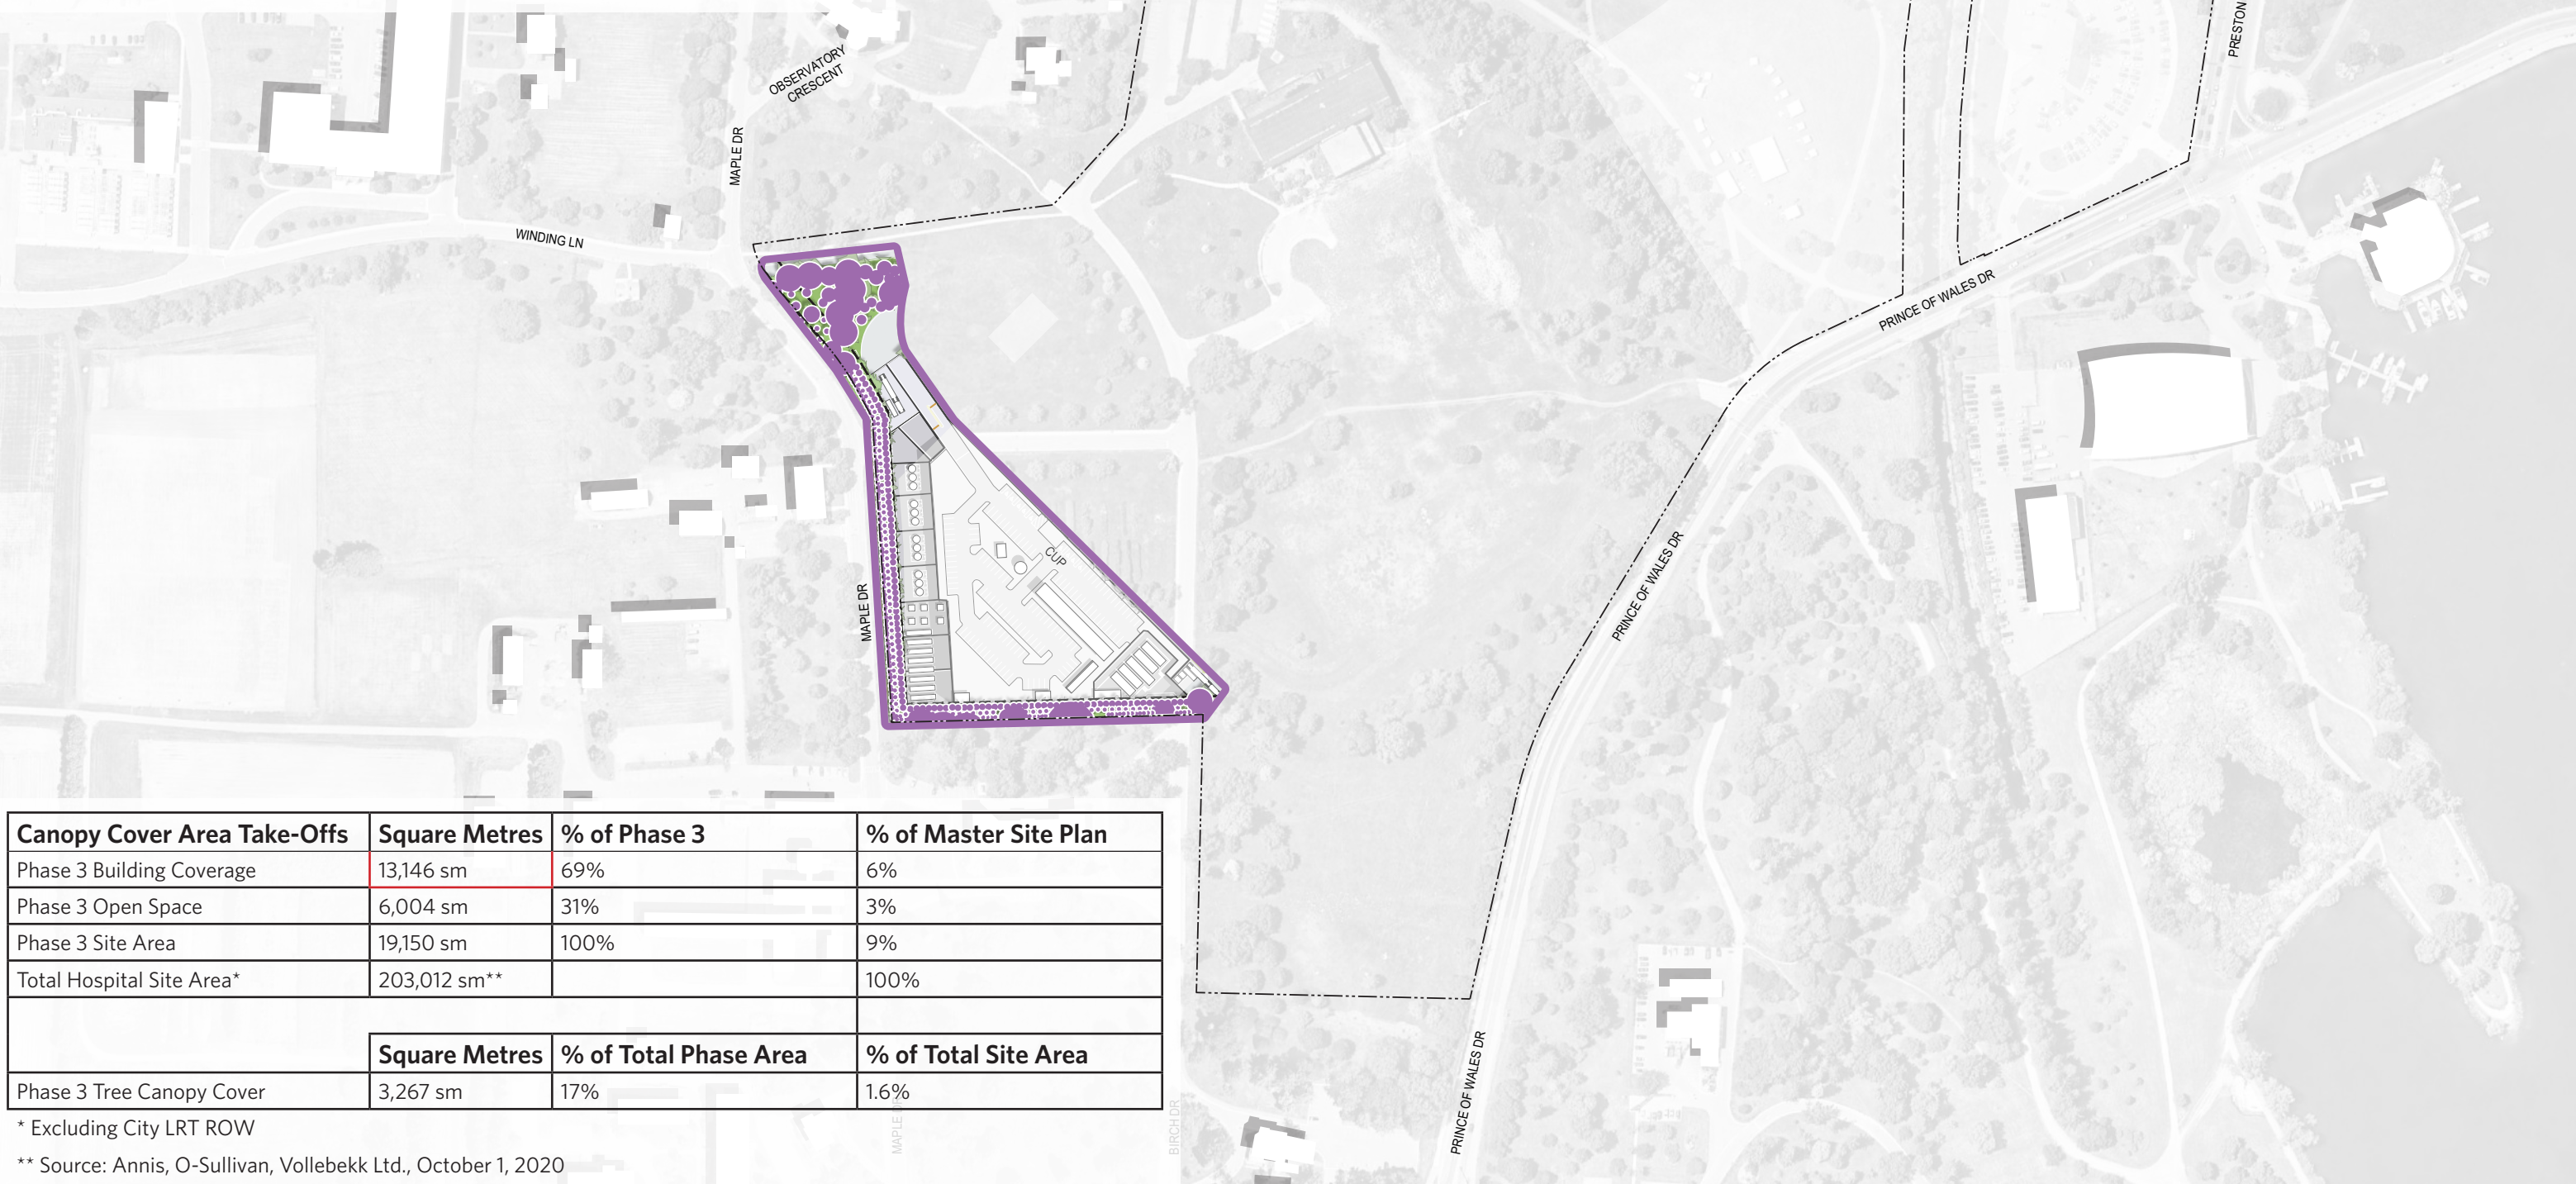 PRESTON
OBSERVATORY
CRESCENT
MAPLE DR
WINDING LN
PRINCE OF WALES DR
CUP
PRINCE OF WALES DR
MAPLE DR
Canopy Cover Area Take-Offs Square Metres % of Phase 3 % of Master Site Plan
Phase 3 Building Coverage 13,146 sm 69% 6%
Phase 3 Open Space 6,004 sm 31% 3%
Phase 3 Site Area 19,150 sm 100% 9%
Total Hospital Site Area* 203,012 sm** 100%
Square Metres % of Total Phase Area % of Total Site Area
Phase 3 Tree Canopy Cover 3,267 sm 17% 1.6%
* Excluding City LRT ROW
** Source: Annis, O-Sullivan, Vollebekk Ltd., October 1, 2020
MAPLE DR
BIRCH DR
PRINCE OF WALES DR